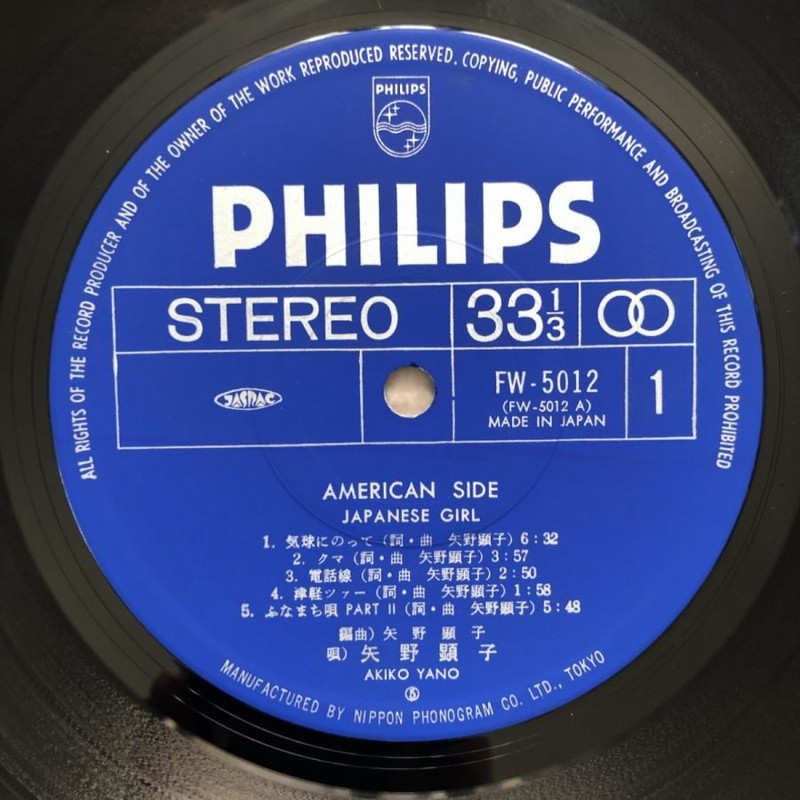 ALL RIGHTS OF THE RECORD PRODUCER AND OF THE OWNER OF THE WORK REPRODUCED RESERVED. COPYING, PUBLIC PERFORMANCE AND BROADCASTING OF THIS RECORD PROHIBITED
PHILIPS
PHILIPS
STEREO
33 1/3
JASRAC
FW-5012
(FW-5012 A)
MADE IN JAPAN
1
AMERICAN SIDE
JAPANESE GIRL
1. 気球にのって (詞・曲 矢野顕子) 6:32
2. クマ (詞・曲 矢野顕子) 3:57
3. 電話線 (詞・曲 矢野顕子) 2:50
4. 津軽ツァー (詞・曲 矢野顕子) 1:58
5. ふなまち唄 PART II (詞・曲 矢野顕子) 5:48
編曲) 矢野顕子
唄) 矢野顕子
AKIKO YANO
MANUFACTURED BY NIPPON PHONOGRAM CO. LTD., TOKYO